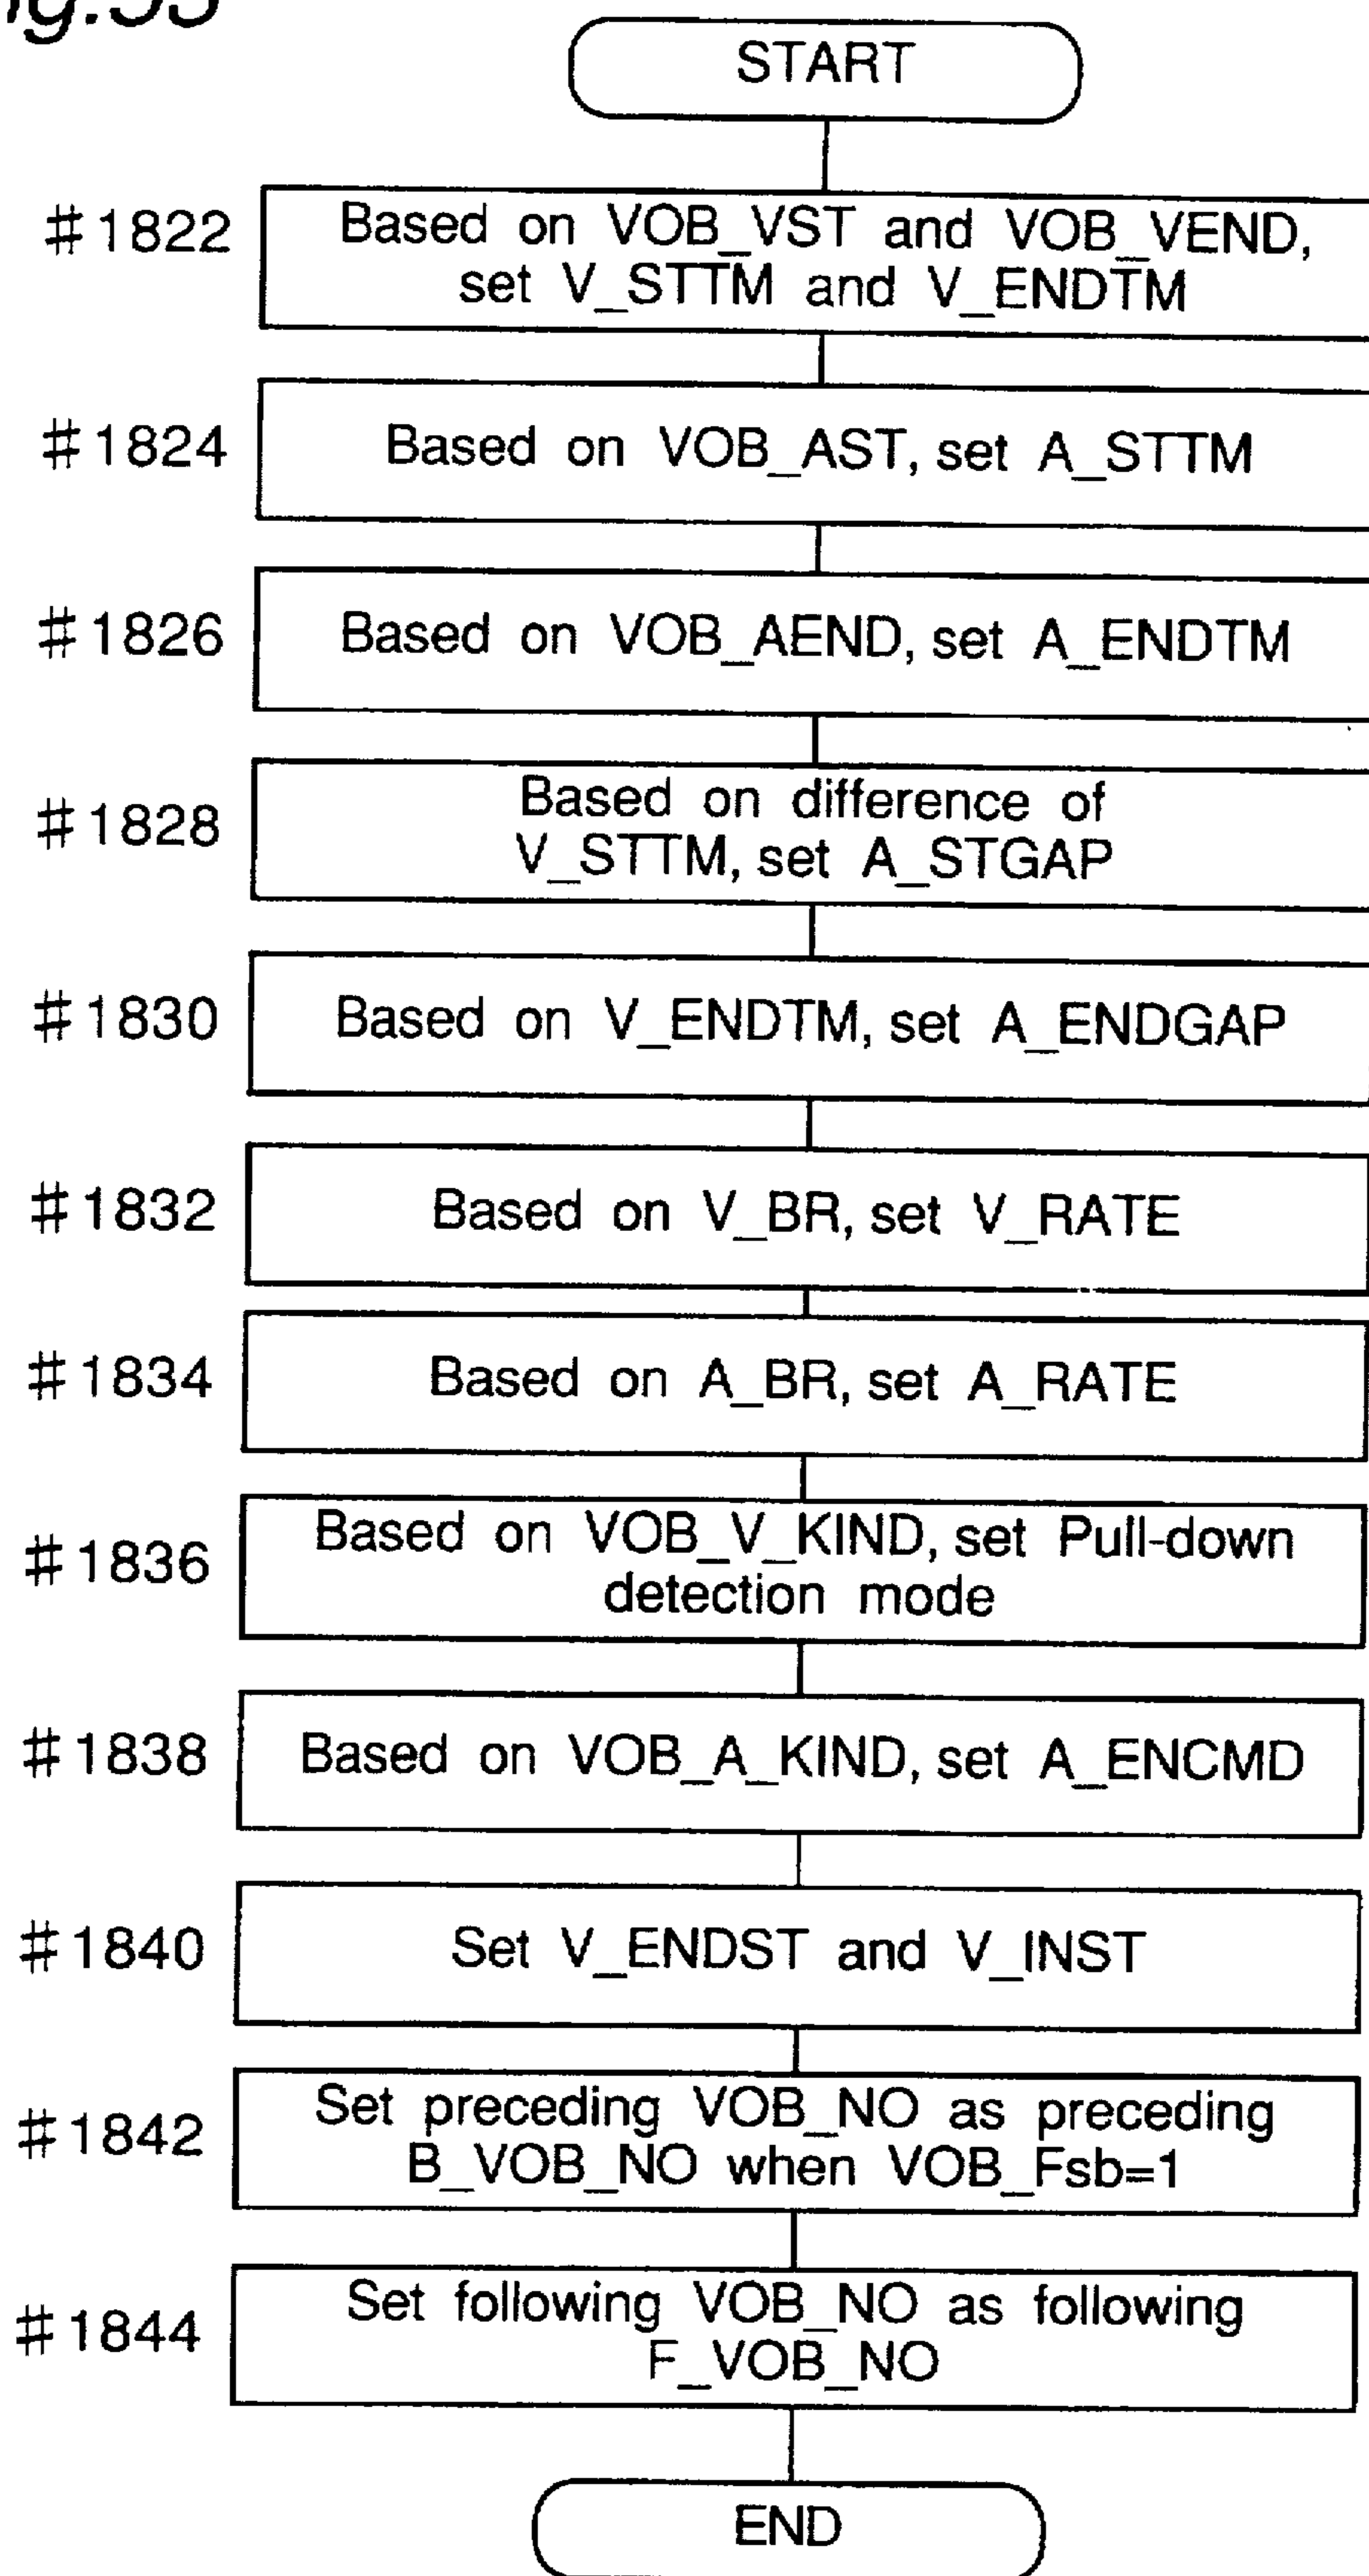 START
#1822
Based on VOB_VST and VOB_VEND,
set V_STTM and V_ENDTM
#1824
Based on VOB_AST, set A_STTM
#1826
Based on VOB_AEND, set A_ENDTM
#1828
Based on difference of
V_STTM, set A_STGAP
#1830
Based on V_ENDTM, set A_ENDGAP
#1832
Based on V_BR, set V_RATE
#1834
Based on A_BR, set A_RATE
#1836
Based on VOB_V_KIND, set Pull-down
detection mode
#1838
Based on VOB_A_KIND, set A_ENCMD
#1840
Set V_ENDST and V_INST
#1842
Set preceding VOB_NO as preceding
B_VOB_NO when VOB_Fsb=1
#1844
Set following VOB_NO as following
F_VOB_NO
END